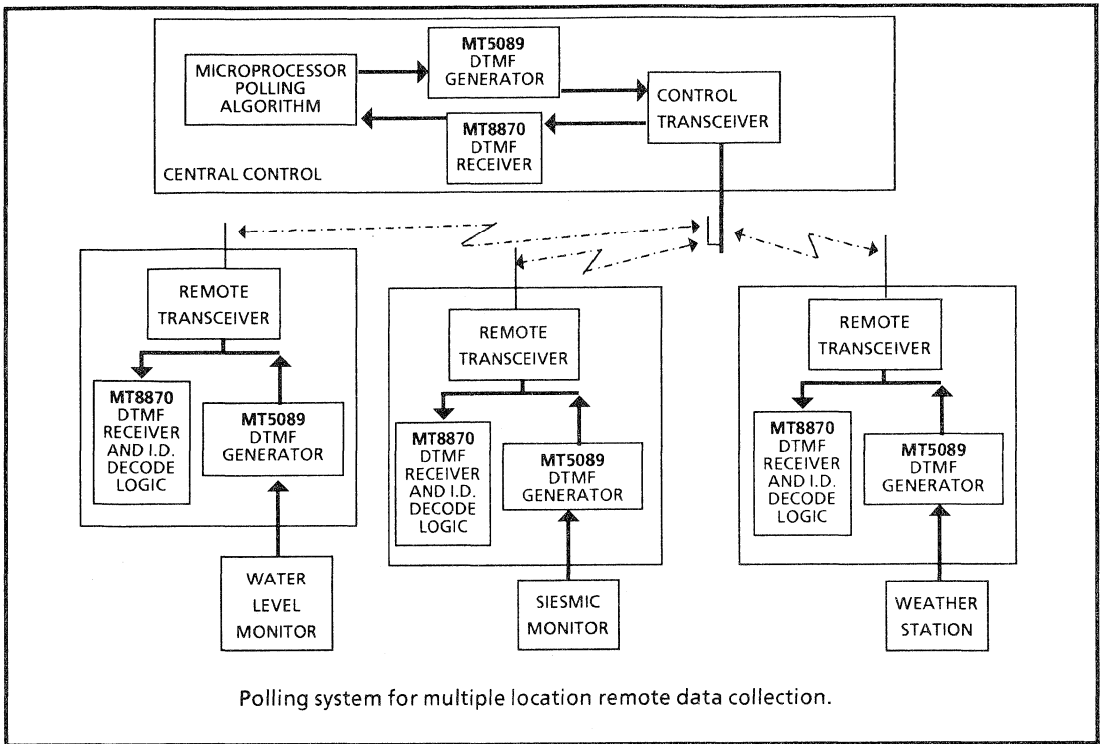 MICROPROCESSOR
POLLING
ALGORITHM
MT5089
DTMF
GENERATOR
CONTROL
TRANSCEIVER
MT8870
DTMF
RECEIVER
CENTRAL CONTROL
REMOTE
TRANSCEIVER
MT8870
DTMF
RECEIVER
AND I.D.
DECODE
LOGIC
MT5089
DTMF
GENERATOR
WATER
LEVEL
MONITOR
REMOTE
TRANSCEIVER
MT8870
DTMF
RECEIVER
AND I.D.
DECODE
LOGIC
MT5089
DTMF
GENERATOR
SIESMIC
MONITOR
REMOTE
TRANSCEIVER
MT8870
DTMF
RECEIVER
AND I.D.
DECODE
LOGIC
MT5089
DTMF
GENERATOR
WEATHER
STATION
Polling system for multiple location remote data collection.